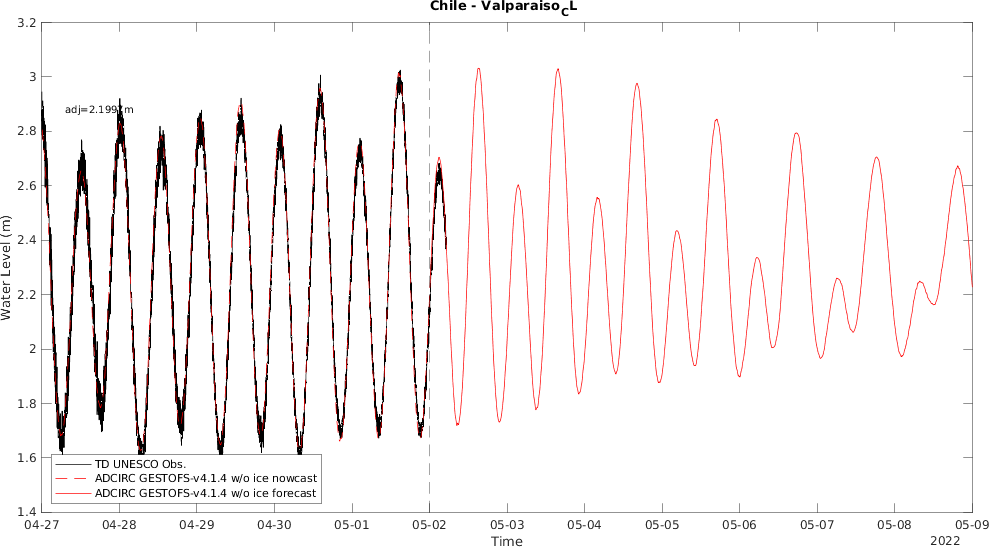 Chile - Valparaiso_CL
3.2
3
2.8
2.6
2.4
2.2
2
1.8
1.6
1.4
Water Level (m)
adj=2.1997m
TD UNESCO Obs.
ADCIRC GESTOFS-v4.1.4 w/o ice nowcast
ADCIRC GESTOFS-v4.1.4 w/o ice forecast
04-27 04-28 04-29 04-30 05-01 05-02 05-03 05-04 05-05 05-06 05-07 05-08 05-09
Time
2022